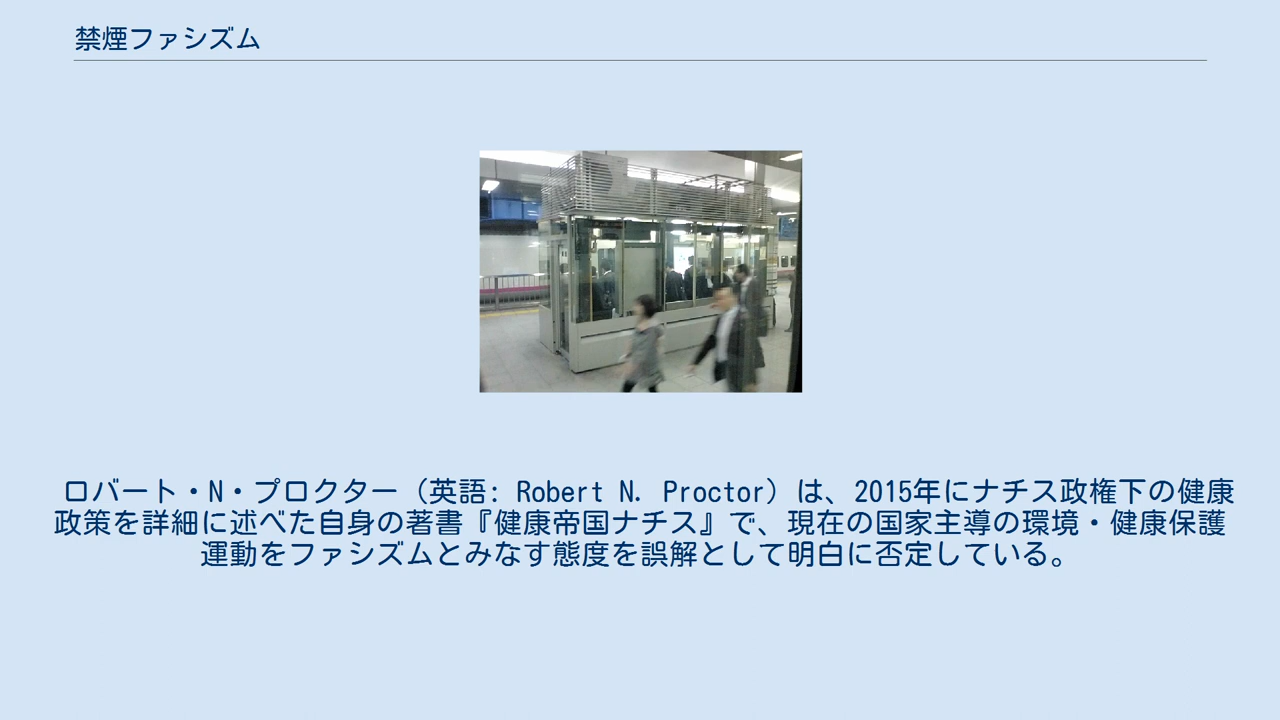 禁煙ファシズム
ロバート・N・プロクター（英語: Robert N. Proctor）は、2015年にナチス政権下の健康
政策を詳細に述べた自身の著書『健康帝国ナチス』で、現在の国家主導の環境・健康保護
運動をファシズムとみなす態度を誤解として明白に否定している。